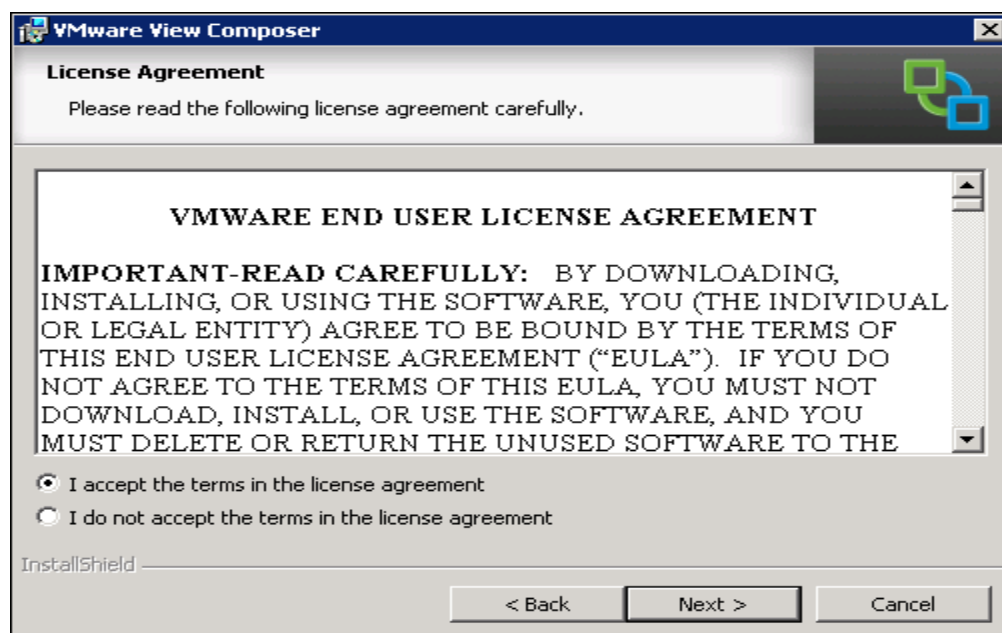 VMware View Composer
License Agreement
Please read the following license agreement carefully.
VMWARE END USER LICENSE AGREEMENT
IMPORTANT-READ CAREFULLY: BY DOWNLOADING,
INSTALLING, OR USING THE SOFTWARE, YOU (THE INDIVIDUAL
OR LEGAL ENTITY) AGREE TO BE BOUND BY THE TERMS OF
THIS END USER LICENSE AGREEMENT (“EULA”). IF YOU DO
NOT AGREE TO THE TERMS OF THIS EULA, YOU MUST NOT
DOWNLOAD, INSTALL, OR USE THE SOFTWARE, AND YOU
MUST DELETE OR RETURN THE UNUSED SOFTWARE TO THE
I accept the terms in the license agreement
I do not accept the terms in the license agreement
InstallShield
< Back Next > Cancel